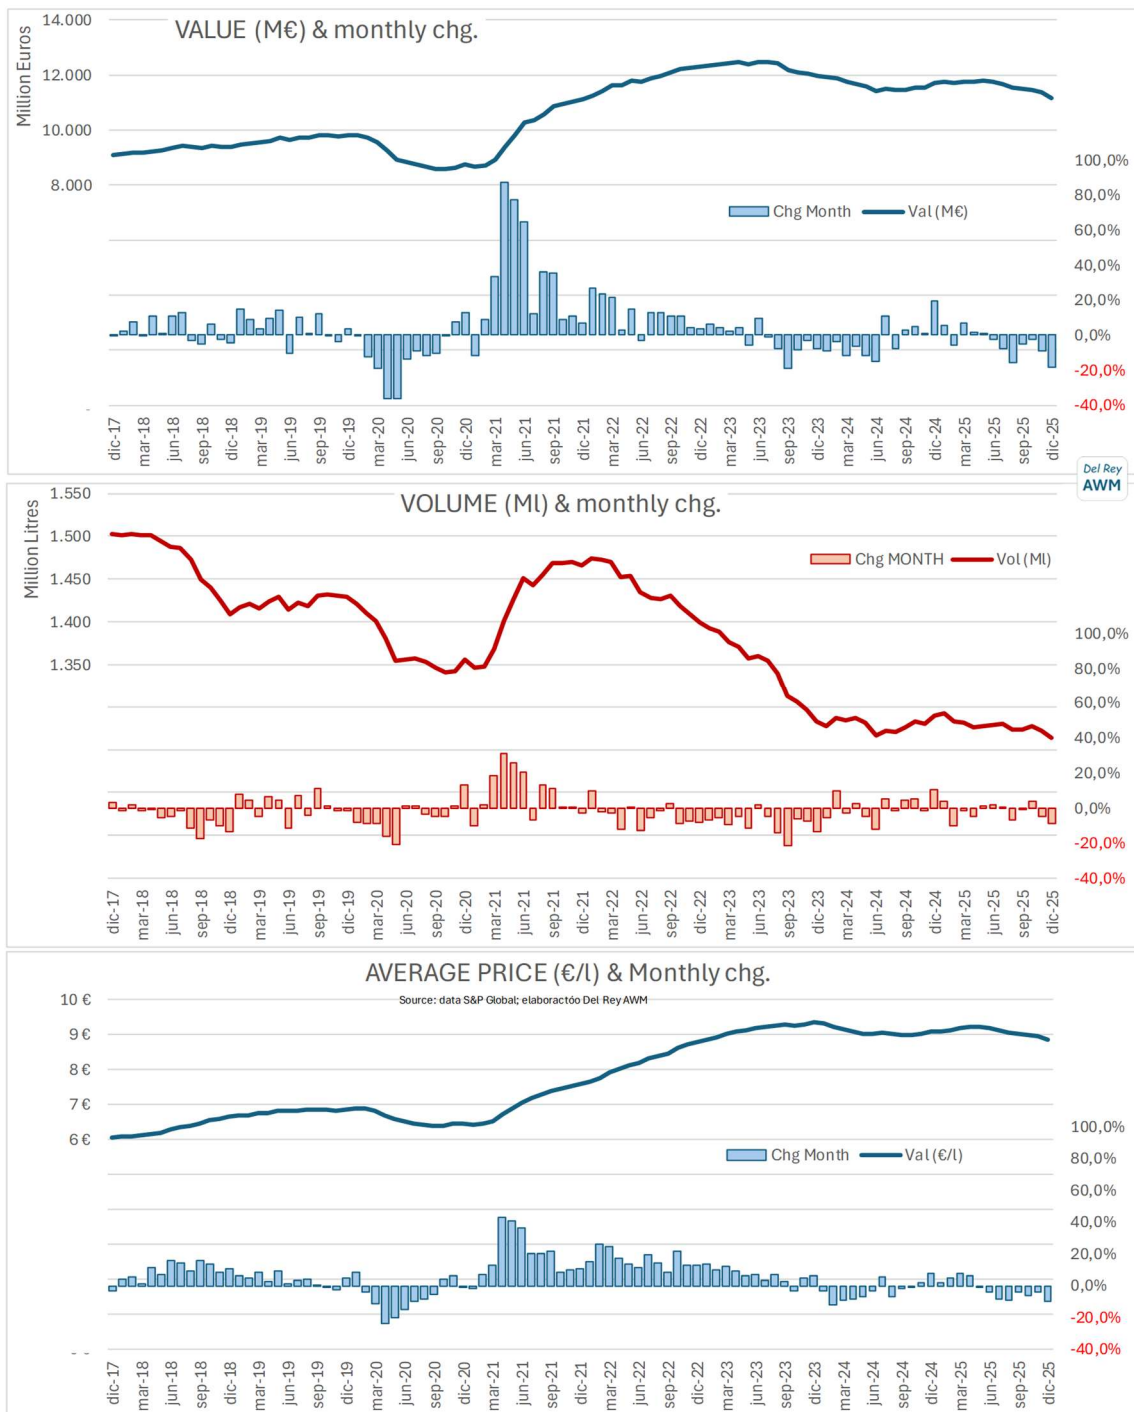 VALUE (M€) & monthly chg.
Million Euros
14.000
12.000
10.000
8.000
-
100,0%
80,0%
60,0%
40,0%
20,0%
0,0%
-20,0%
-40,0%
Chg Month
Val (M€)
dic-17
mar-18
jun-18
sep-18
dic-18
mar-19
jun-19
sep-19
dic-19
mar-20
jun-20
sep-20
dic-20
mar-21
jun-21
sep-21
dic-21
mar-22
jun-22
sep-22
dic-22
mar-23
jun-23
sep-23
dic-23
mar-24
jun-24
sep-24
dic-24
mar-25
jun-25
sep-25
dic-25
Del Rey
AWM
VOLUME (Ml) & monthly chg.
Million Litres
1.550
1.500
1.450
1.400
1.350
100,0%
80,0%
60,0%
40,0%
20,0%
0,0%
-20,0%
-40,0%
Chg MONTH
Vol (Ml)
dic-17
mar-18
jun-18
sep-18
dic-18
mar-19
jun-19
sep-19
dic-19
mar-20
jun-20
sep-20
dic-20
mar-21
jun-21
sep-21
dic-21
mar-22
jun-22
sep-22
dic-22
mar-23
jun-23
sep-23
dic-23
mar-24
jun-24
sep-24
dic-24
mar-25
jun-25
sep-25
dic-25
AVERAGE PRICE (€/l) & Monthly chg.
Source: data S&P Global; elaboractóo Del Rey AWM
10 €
9 €
8 €
7 €
6 €
- -
100,0%
80,0%
60,0%
40,0%
20,0%
0,0%
-20,0%
-40,0%
Chg Month
Val (€/l)
dic-17
mar-18
jun-18
sep-18
dic-18
mar-19
jun-19
sep-19
dic-19
mar-20
jun-20
sep-20
dic-20
mar-21
jun-21
sep-21
dic-21
mar-22
jun-22
sep-22
dic-22
mar-23
jun-23
sep-23
dic-23
mar-24
jun-24
sep-24
dic-24
mar-25
jun-25
sep-25
dic-25